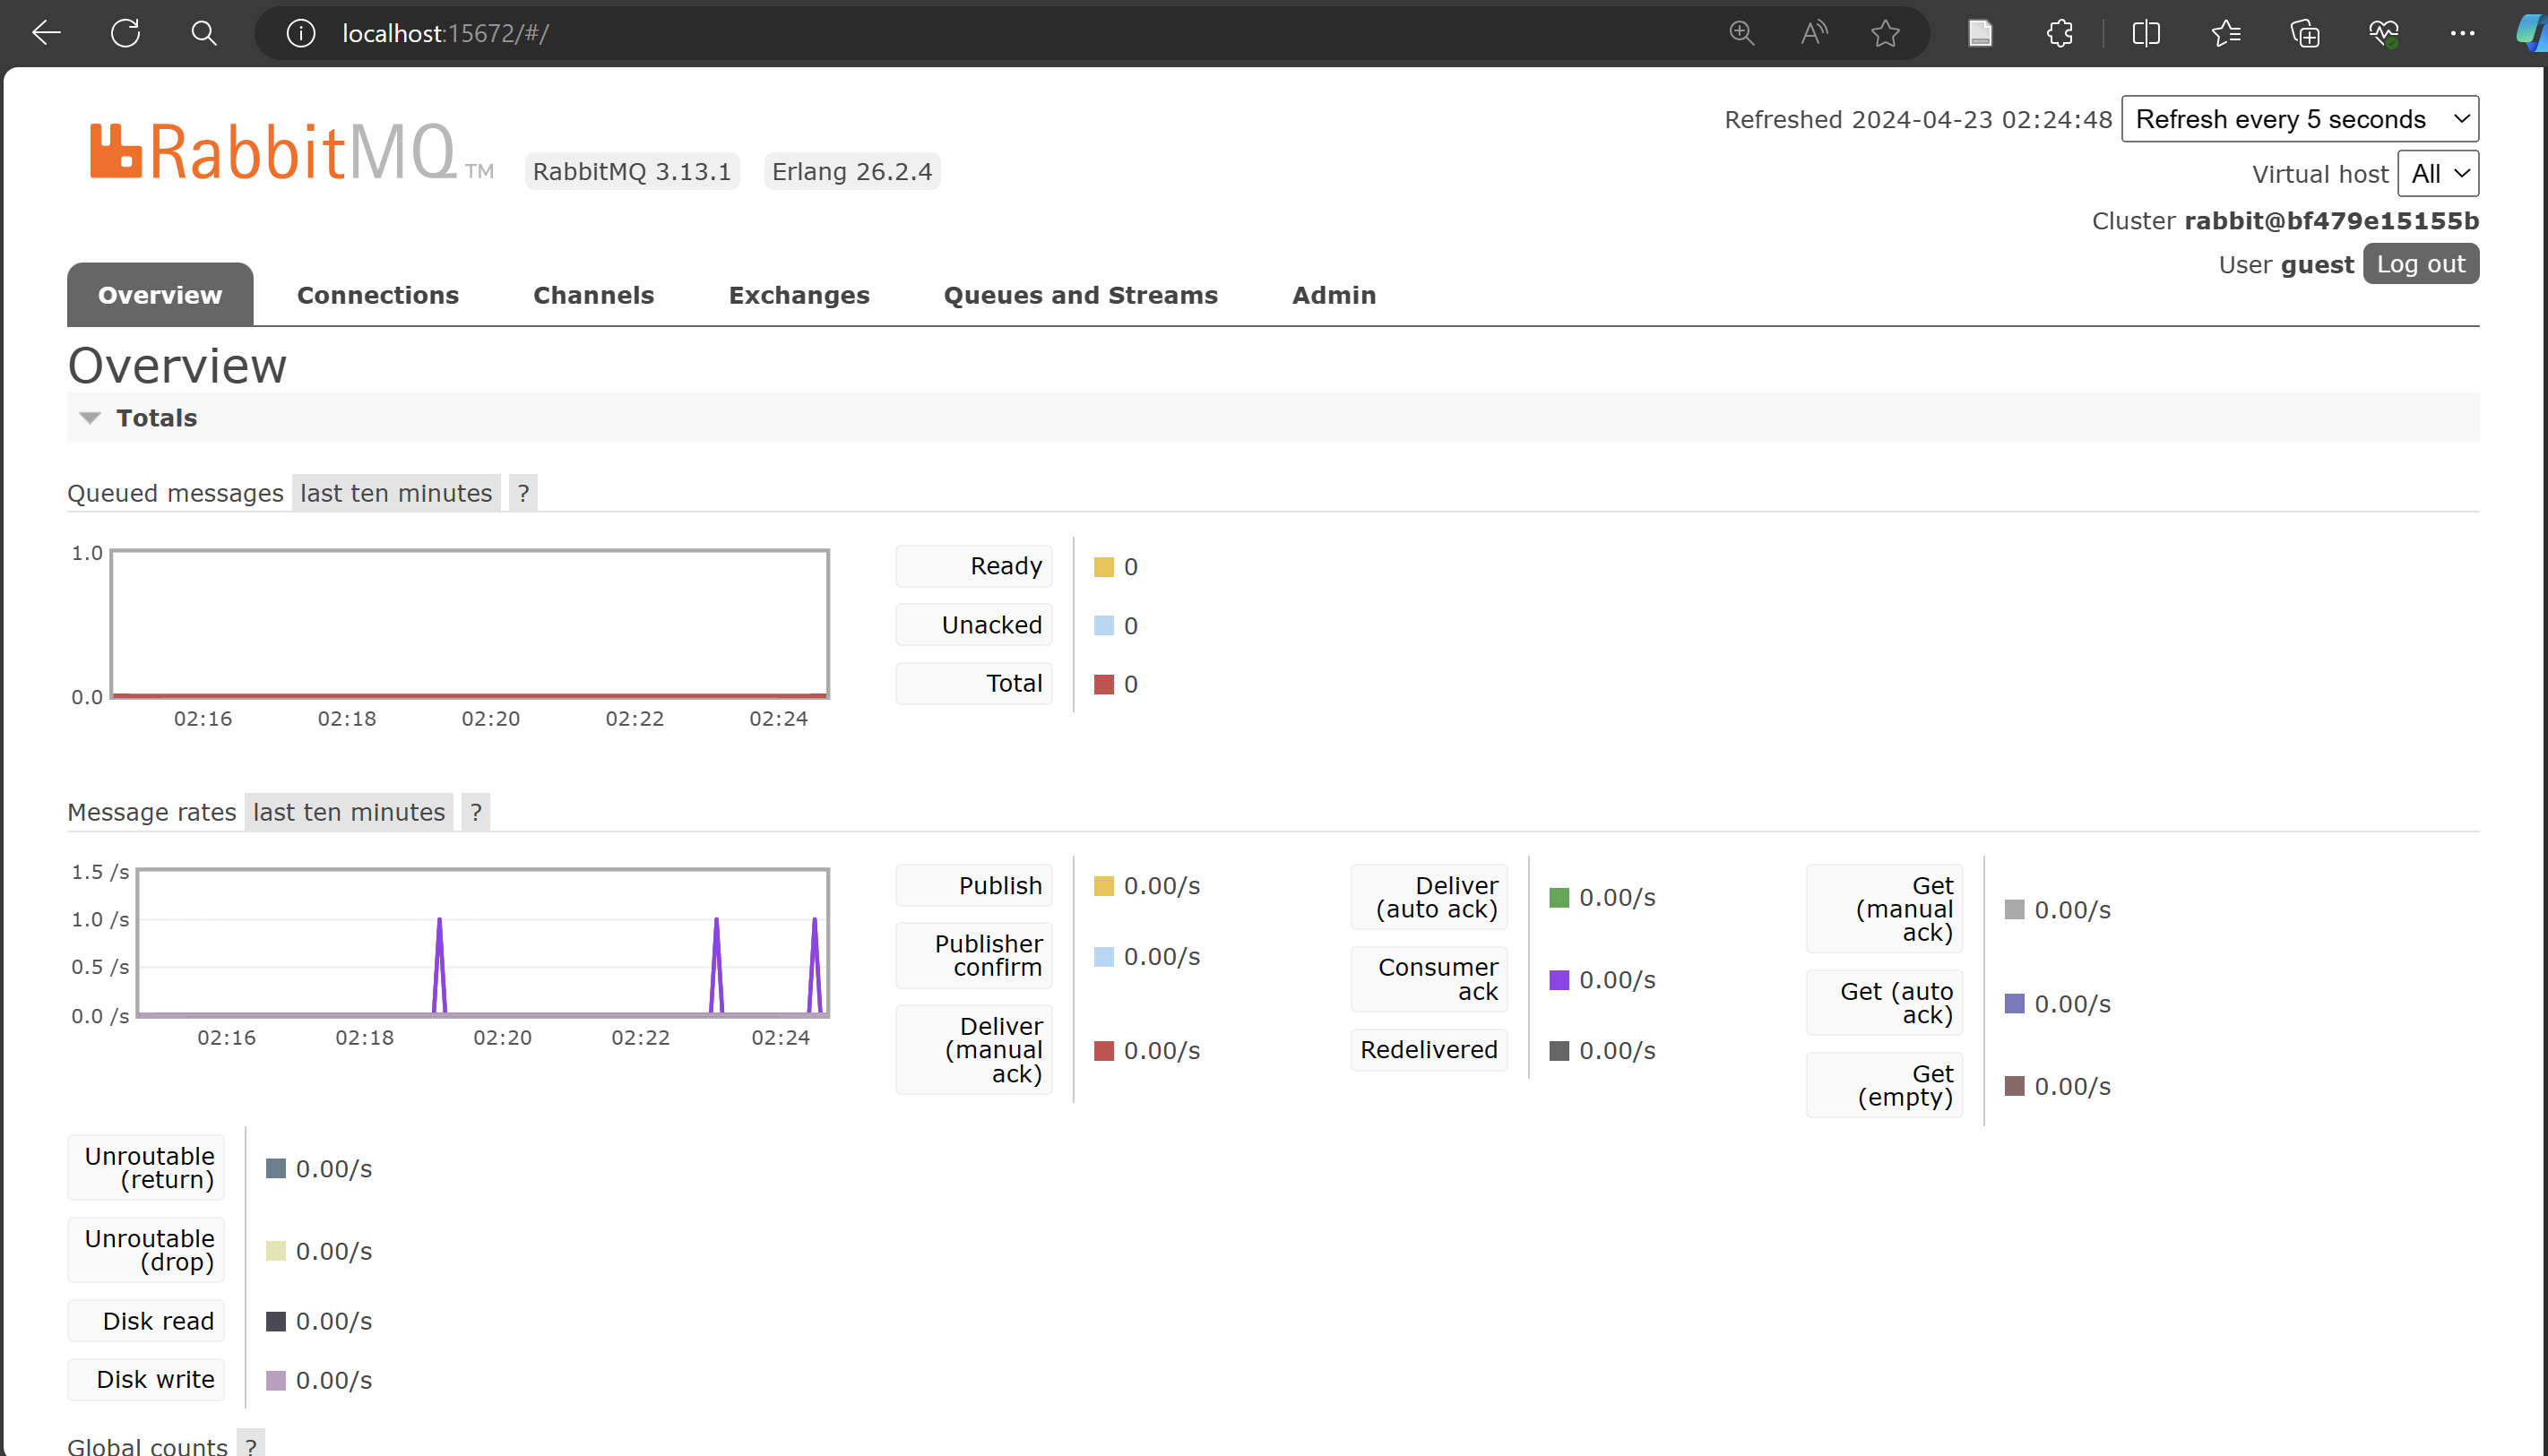 localhost:15672/#/
RabbitMQ TM RabbitMQ 3.13.1 Erlang 26.2.4
Refreshed 2024-04-23 02:24:48 Refresh every 5 seconds
Virtual host All
Cluster rabbit@bf479e15155b
User guest Log out
Overview Connections Channels Exchanges Queues and Streams Admin
Overview
Totals
Queued messages last ten minutes ?
1.0
0.0
02:16 02:18 02:20 02:22 02:24
Ready 0
Unacked 0
Total 0
Message rates last ten minutes ?
1.5 /s
1.0 /s
0.5 /s
0.0 /s
02:16 02:18 02:20 02:22 02:24
Publish 0.00/s
Publisher
confirm 0.00/s
Deliver
(manual
ack) 0.00/s
Deliver
(auto ack) 0.00/s
Consumer
ack 0.00/s
Redelivered 0.00/s
Get
(manual
ack) 0.00/s
Get (auto
ack) 0.00/s
Get
(empty) 0.00/s
Unroutable
(return) 0.00/s
Unroutable
(drop) 0.00/s
Disk read 0.00/s
Disk write 0.00/s
Global counts ?